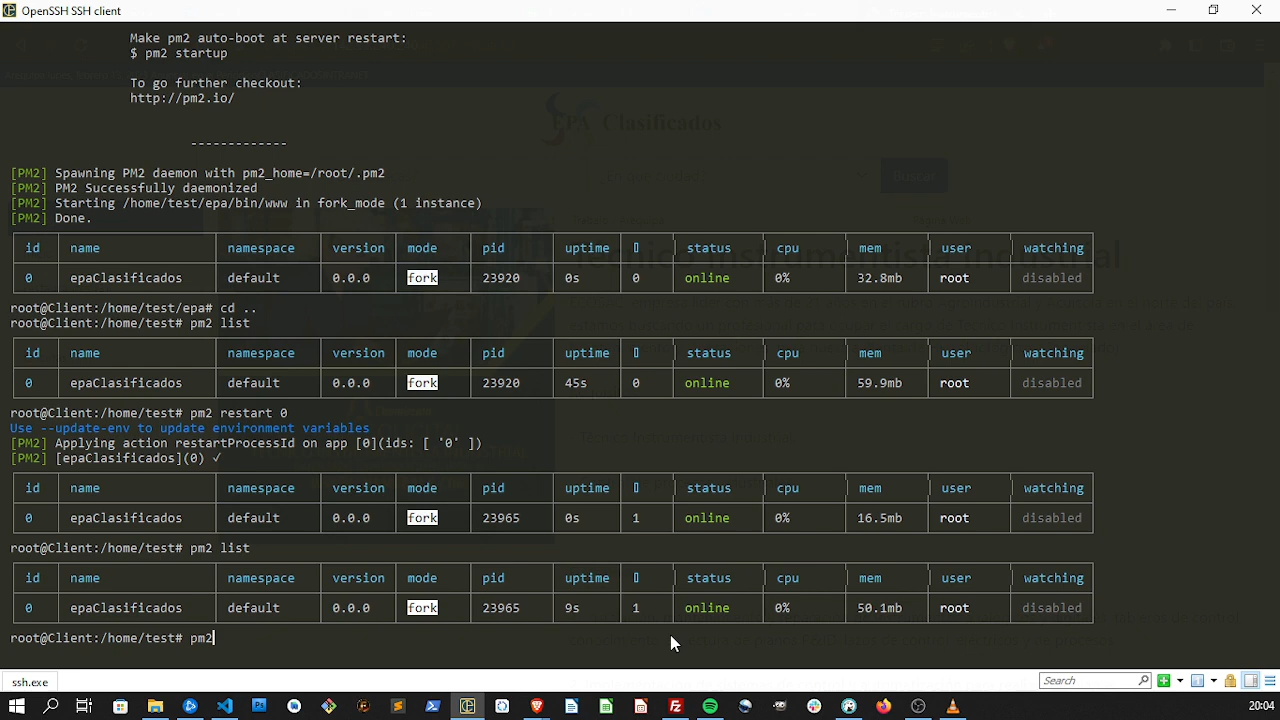 OpenSSH SSH client
Make pm2 auto-boot at server restart:
$ pm2 startup
To go further checkout:
http://pm2.io/
-------------
EPA Clasificados
Buscar
[PM2] Spawning PM2 daemon with pm2_home=/root/.pm2
[PM2] PM2 Successfully daemonized
[PM2] Starting /home/test/epa/bin/www in fork_mode (1 instance)
[PM2] Done.
id name namespace version mode pid uptime status cpu mem user watching
0 epaClasificados default 0.0.0 fork 23920 0s 0 online 0% 32.8mb root disabled
Técnico Instrumentista Industrial
root@Client:/home/test/epa# cd ..
root@Client:/home/test# pm2 list
id name namespace version mode pid uptime status cpu mem user watching
0 epaClasificados default 0.0.0 fork 23920 45s 0 online 0% 59.9mb root disabled
root@Client:/home/test# pm2 restart 0
Use --update-env to update environment variables
[PM2] Applying action restartProcessId on app [0](ids: [ '0' ])
[PM2] [epaClasificados](0) ✓
id name namespace version mode pid uptime status cpu mem user watching
0 epaClasificados default 0.0.0 fork 23965 0s 1 online 0% 16.5mb root disabled
root@Client:/home/test# pm2 list
id name namespace version mode pid uptime status cpu mem user watching
0 epaClasificados default 0.0.0 fork 23965 9s 1 online 0% 50.1mb root disabled
root@Client:/home/test# pm2
ssh.exe
Search
20:04